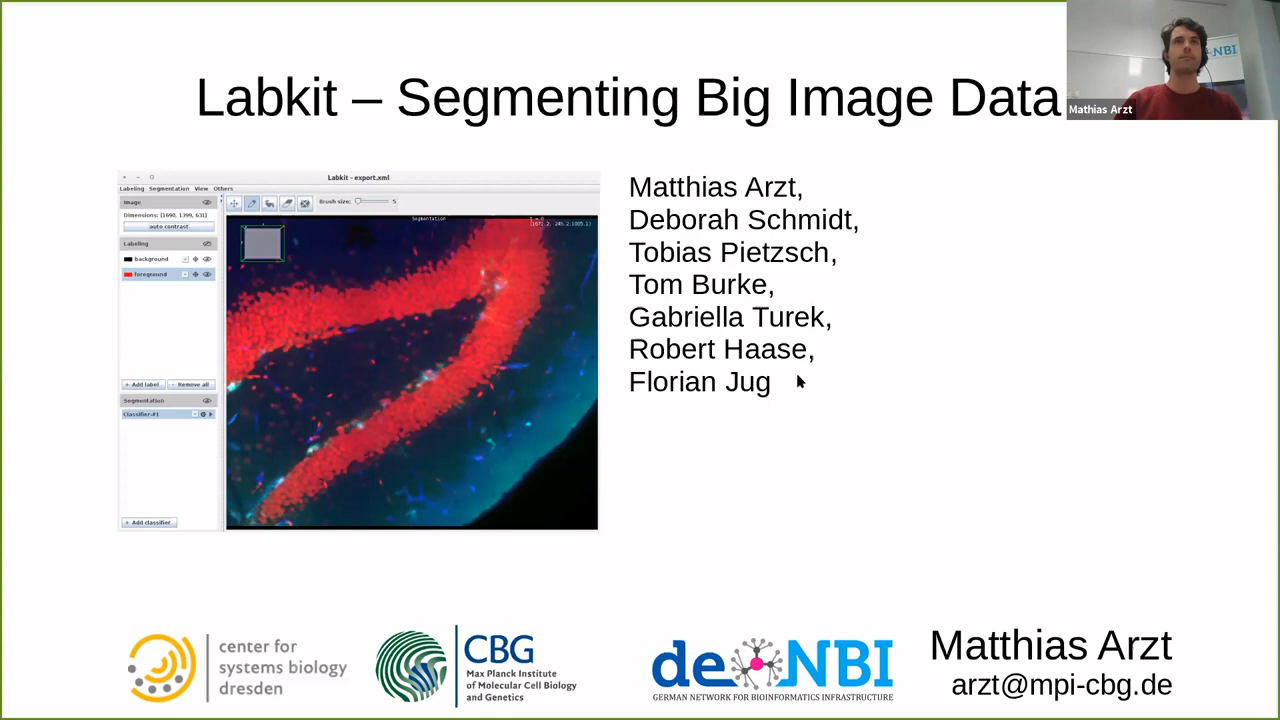 Labkit – Segmenting Big Image Data
NBI
Mathias Arzt
Labkit - export.xml
Labeling Segmentation View Others
Image
Dimensions: [1690, 1399, 631]
auto contrast
Labeling
background
foreground
+ Add label
- Remove all
Segmentation
Classifier-#1
+ Add classifier
Brush size: 5
Segmentation
Matthias Arzt,
Deborah Schmidt,
Tobias Pietzsch,
Tom Burke,
Gabriella Turek,
Robert Haase,
Florian Jug
center for
systems biology
dresden
CBG
Max Planck Institute
of Molecular Cell Biology
and Genetics
de NBI
GERMAN NETWORK FOR BIOINFORMATICS INFRASTRUCTURE
Matthias Arzt
arzt@mpi-cbg.de